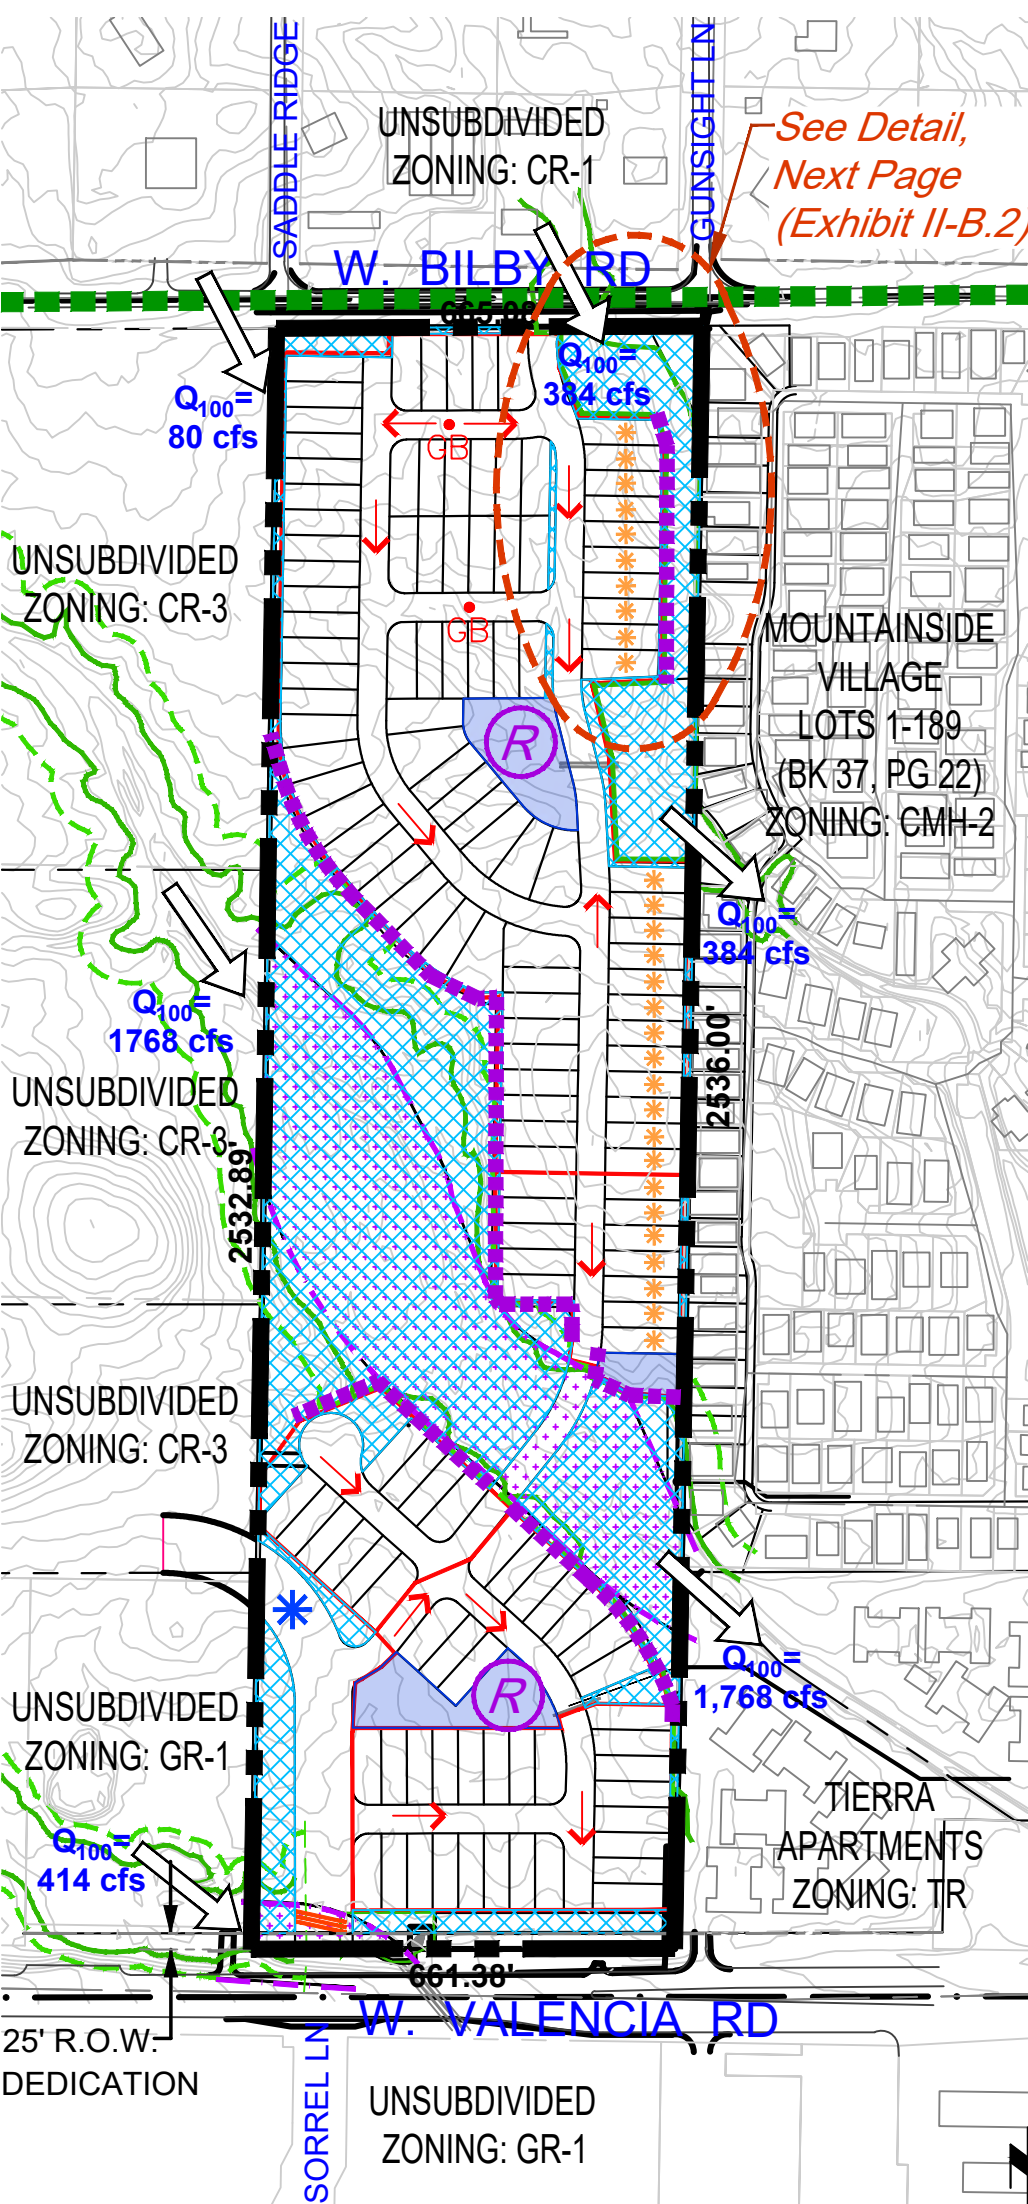 SADDLE RIDGE
GUNSIGHT LN
UNSUBDIVIDED
ZONING: CR-1
See Detail,
Next Page
(Exhibit II-B.2)
W. BILBY RD
Q100=
80 cfs
Q100=
384 cfs
GB
UNSUBDIVIDED
ZONING: CR-3
GB
MOUNTAINSIDE
VILLAGE
LOTS 1-189
(BK 37, PG 22)
ZONING: CMH-2
R
Q100=
384 cfs
Q100=
1768 cfs
2536.00'
UNSUBDIVIDED
ZONING: CR-3
2532.89'
UNSUBDIVIDED
ZONING: CR-3
Q100=
1,768 cfs
R
UNSUBDIVIDED
ZONING: GR-1
TIERRA
APARTMENTS
ZONING: TR
Q100=
414 cfs
661.38'
W. VALENCIA RD
25' R.O.W.
DEDICATION
SORREL LN
UNSUBDIVIDED
ZONING: GR-1